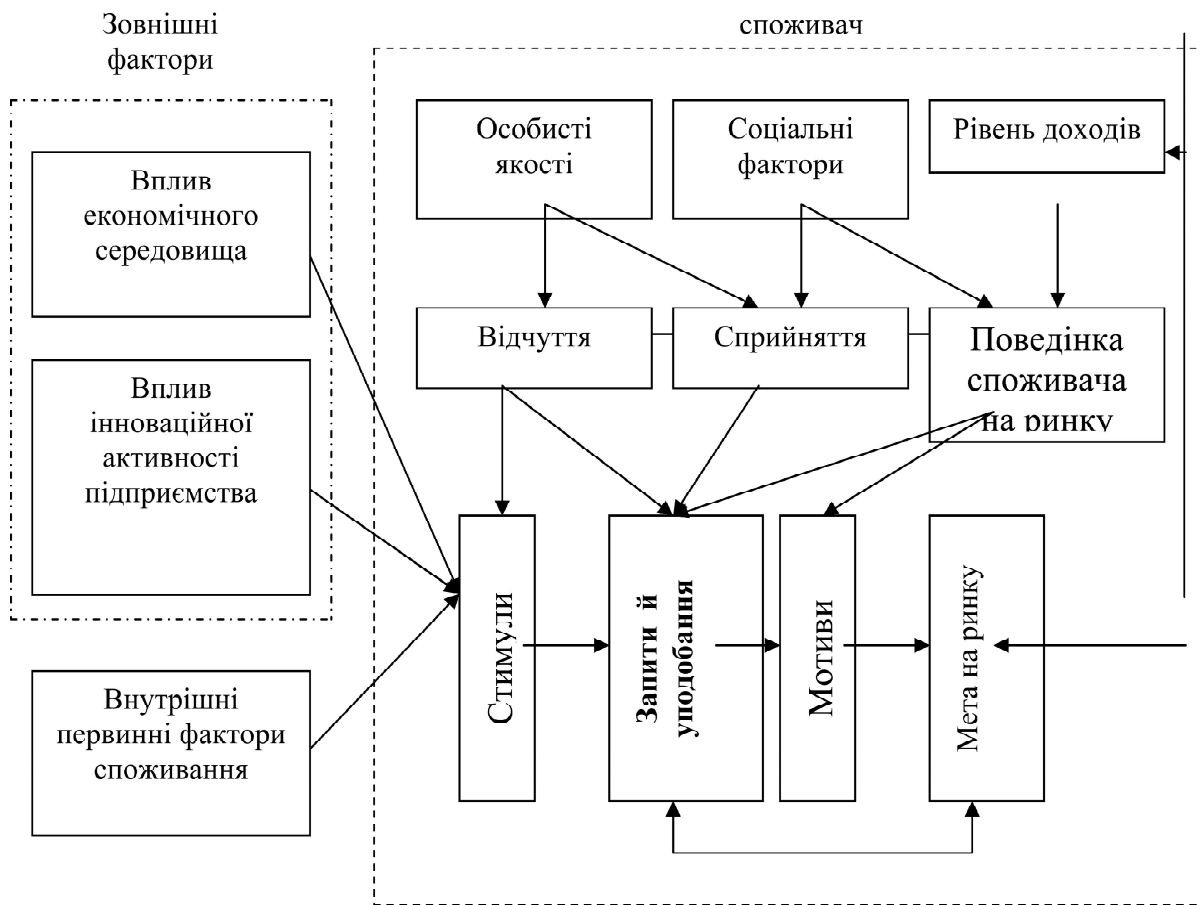 Зовнішні
фактори
споживач
Особисті
якості
Соціальні
фактори
Рівень доходів
Вплив
економічного
середовища
Відчуття
Сприйняття
Поведінка
споживача
на ринку
Вплив
інноваційної
активності
підприємства
Стимули
Запити й
уподобання
Мотиви
Мета на ринку
Внутрішні
первинні фактори
споживання